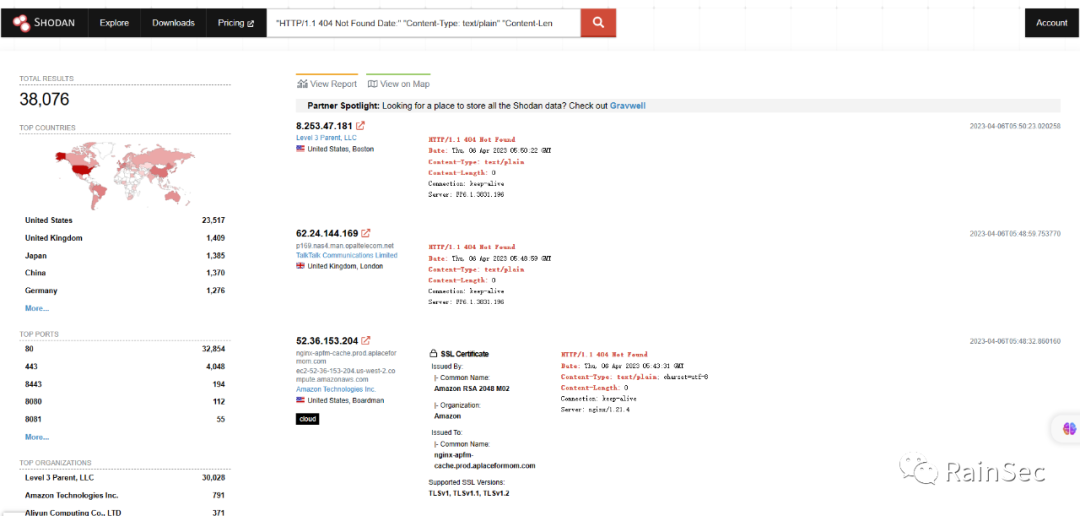 SHODAN Explore Downloads Pricing "HTTP/1.1 404 Not Found Date:" "Content-Type: text/plain" "Content-Len Account
TOTAL RESULTS
38,076
TOP COUNTRIES
United States 23,517
United Kingdom 1,409
Japan 1,385
China 1,370
Germany 1,276
More...
TOP PORTS
80 32,854
443 4,048
8443 194
8080 112
8081 55
More...
TOP ORGANIZATIONS
Level 3 Parent, LLC 30,028
Amazon Technologies Inc. 791
Aliyun Computing Co., LTD 371
View Report View on Map
Partner Spotlight: Looking for a place to store all the Shodan data? Check out Gravwell
8.253.47.181
Level 3 Parent, LLC
United States, Boston
HTTP/1.1 404 Not Found
Date: Thu, 06 Apr 2023 05:50:22 GMT
Content-Type: text/plain
Content-Length: 0
Connection: keep-alive
Server: FF6.1.3831.196
2023-04-06T05:50:23.020258
62.24.144.169
p169.nas4.man.opaltelecom.net
TalkTalk Communications Limited
United Kingdom, London
HTTP/1.1 404 Not Found
Date: Thu, 06 Apr 2023 05:48:59 GMT
Content-Type: text/plain
Content-Length: 0
Connection: keep-alive
Server: FF6.1.3831.196
2023-04-06T05:48:59.753770
52.36.153.204
nginx-apfm-cache.prod.aplacefor
mom.com
ec2-52-36-153-204.us-west-2.co
mpute.amazonaws.com
Amazon Technologies Inc.
United States, Boardman
cloud
SSL Certificate
Issued By:
|- Common Name:
Amazon RSA 2048 M02
|- Organization:
Amazon
Issued To:
|- Common Name:
nginx-apfm-
cache.prod.aplaceformom.com
Supported SSL Versions:
TLSv1, TLSv1.1, TLSv1.2
HTTP/1.1 404 Not Found
Date: Thu, 06 Apr 2023 05:43:31 GMT
Content-Type: text/plain; charset=utf-8
Content-Length: 0
Connection: keep-alive
Server: nginx/1.21.4
2023-04-06T05:48:32.860160
RainSec